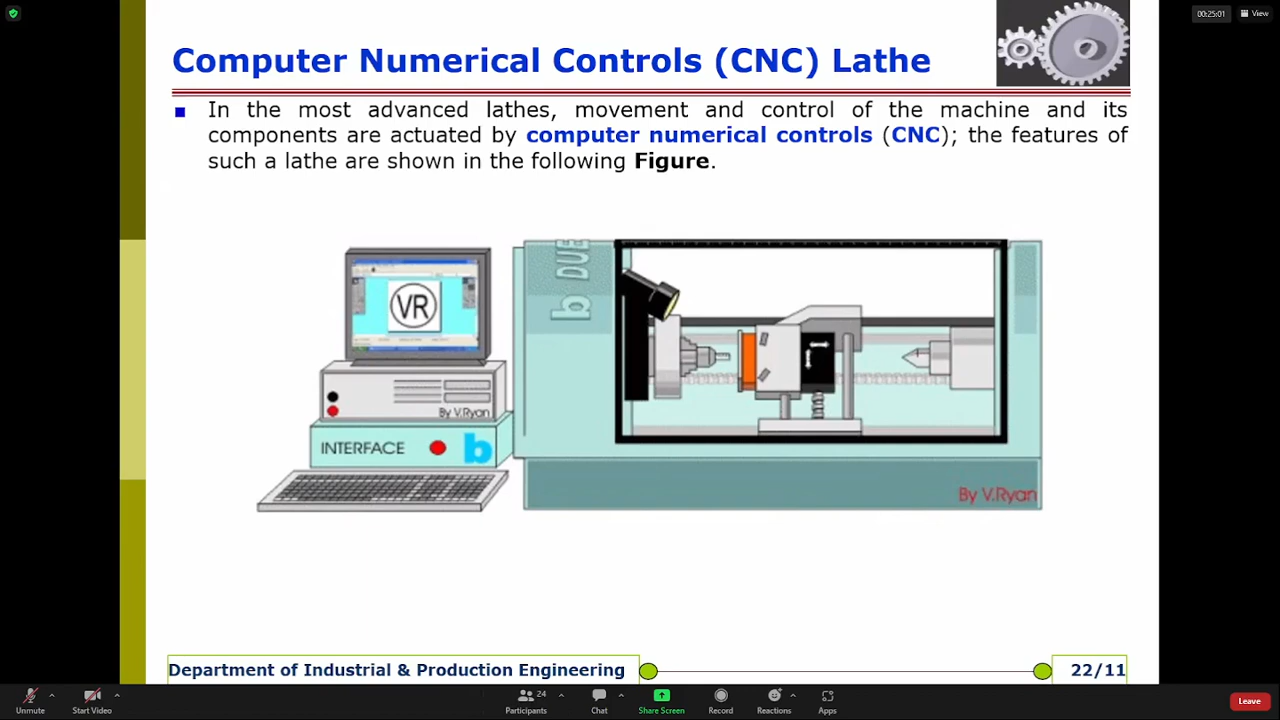 00:25:01 View
Computer Numerical Controls (CNC) Lathe
In the most advanced lathes, movement and control of the machine and its
components are actuated by computer numerical controls (CNC); the features of
such a lathe are shown in the following Figure.
VR
By V.Ryan
INTERFACE b
b
By V.Ryan
Department of Industrial & Production Engineering
22/11
Unmute
Start Video
24
Participants
Chat
Share Screen
Record
Reactions
Apps
Leave